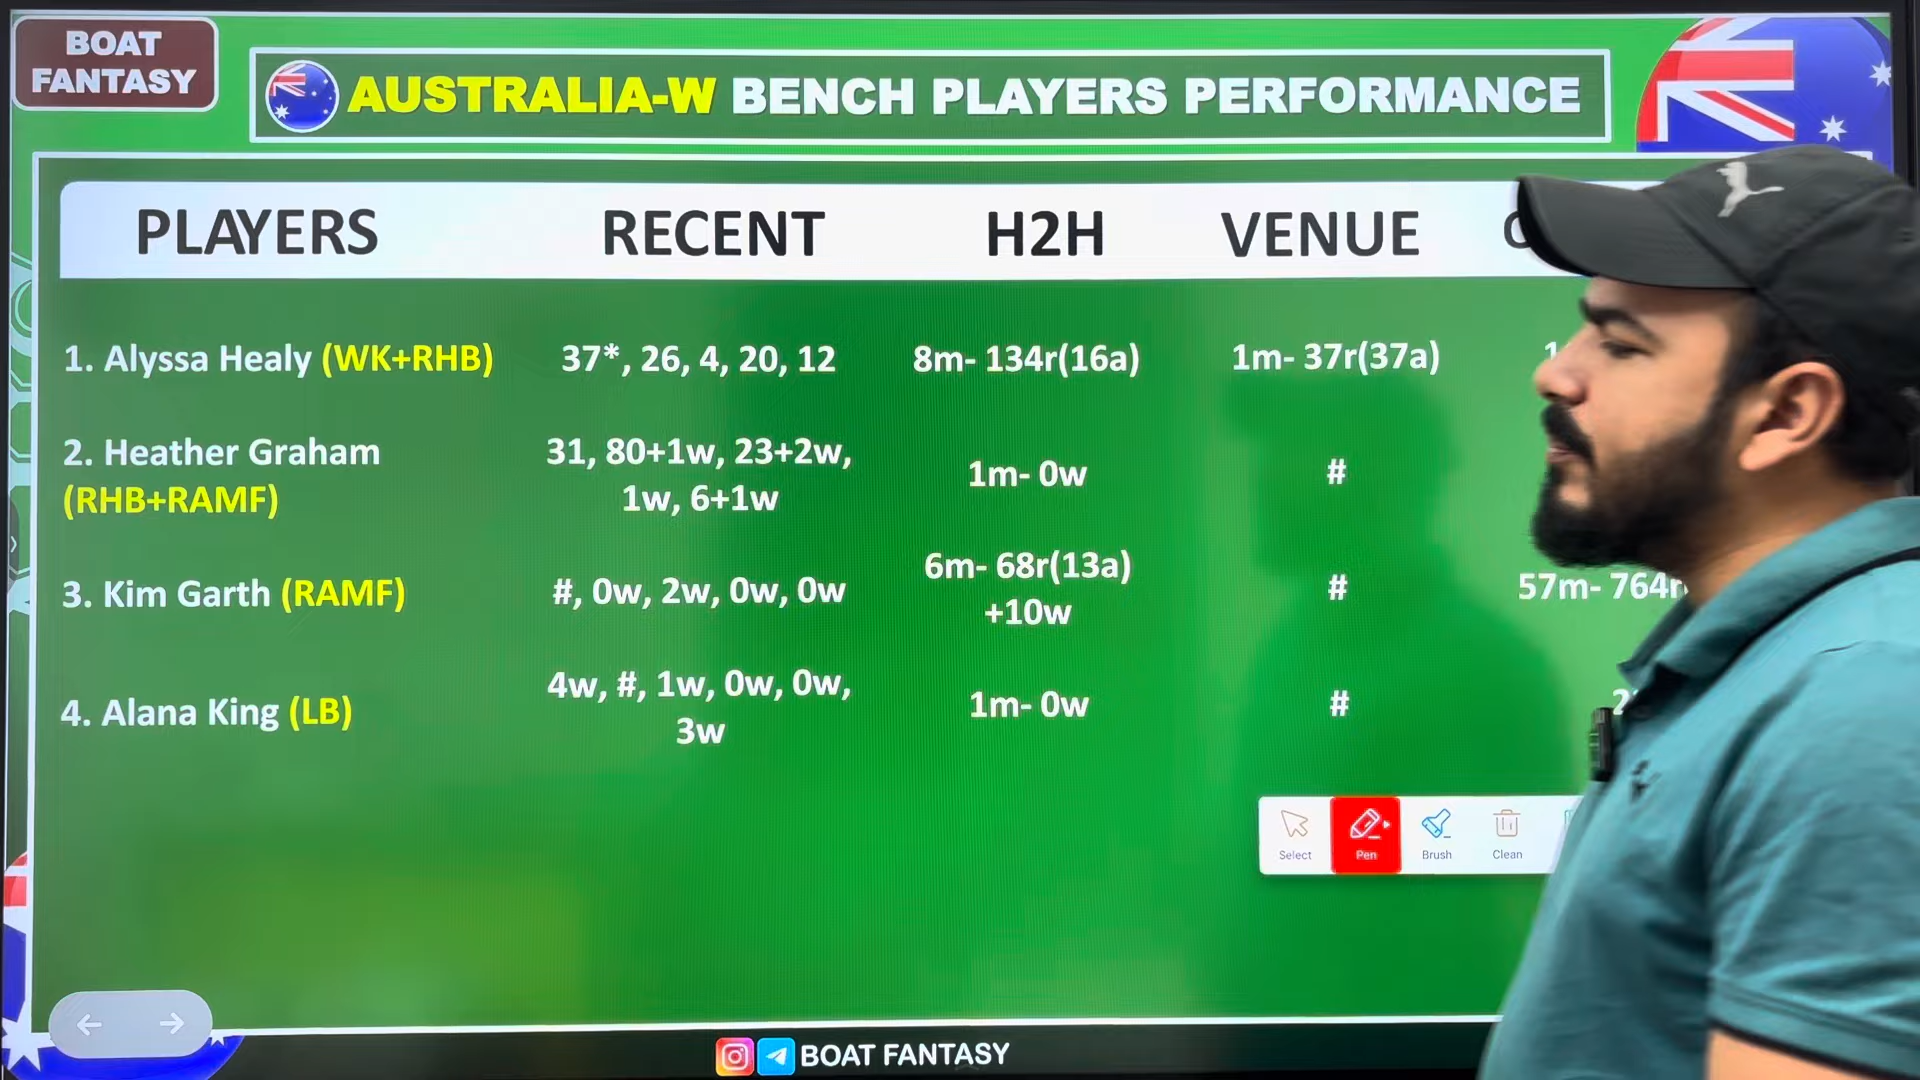 BOAT
FANTASY
AUSTRALIA-W BENCH PLAYERS PERFORMANCE
PLAYERS RECENT H2H VENUE
1. Alyssa Healy (WK+RHB) 37*, 26, 4, 20, 12 8m- 134r(16a) 1m- 37r(37a)
2. Heather Graham
(RHB+RAMF)
31, 80+1w, 23+2w,
1w, 6+1w
1m- 0w #
3. Kim Garth (RAMF) #, 0w, 2w, 0w, 0w
6m- 68r(13a)
+10w
# 57m- 764r
4. Alana King (LB)
4w, #, 1w, 0w, 0w,
3w
1m- 0w #
Select Pen Brush Clean
BOAT FANTASY